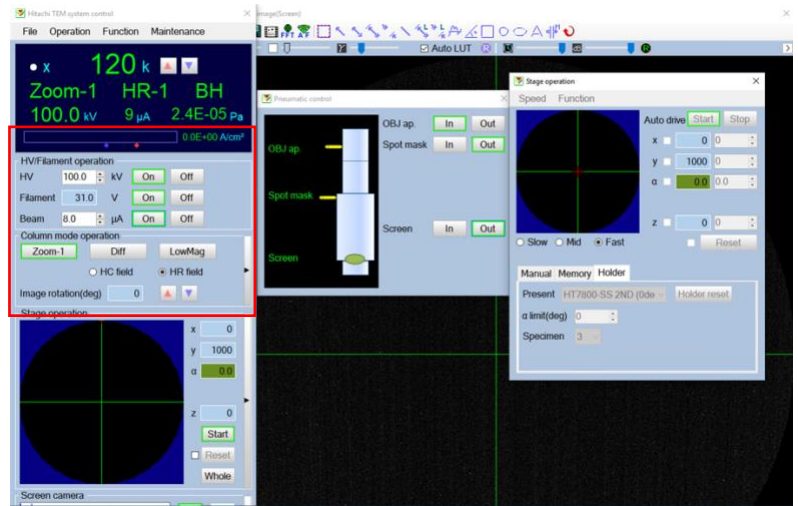 Hitachi TEM system control
File Operation Function Maintenance
x 120 k
Zoom-1 HR-1 BH
100.0 kV 9 μA 2.4E-05 Pa
0.0E+00 A/cm²
HV/Filament operation
HV 100.0 kV On Off
Filament 31.0 V On Off
Beam 8.0 μA On Off
Column mode operation
Zoom-1 Diff LowMag
HC field HR field
Image rotation(deg) 0
Stage operation
x 0
y 1000
α 0.0
z 0
Start
Reset
Whole
Screen camera
Image(Screen)
FFT AF
Auto LUT
Pneumatic control
OBJ ap. In Out
OBJ ap.
Spot mask In Out
Spot mask
Screen In Out
Screen
Stage operation
Speed Function
Auto drive Start Stop
x 0 0
y 1000 0
α 0.0 0.0
z 0 0
Slow Mid Fast Reset
Manual Memory Holder
Present HT7800-SS 2ND (0de Holder reset
α limit(deg) 0
Specimen 3